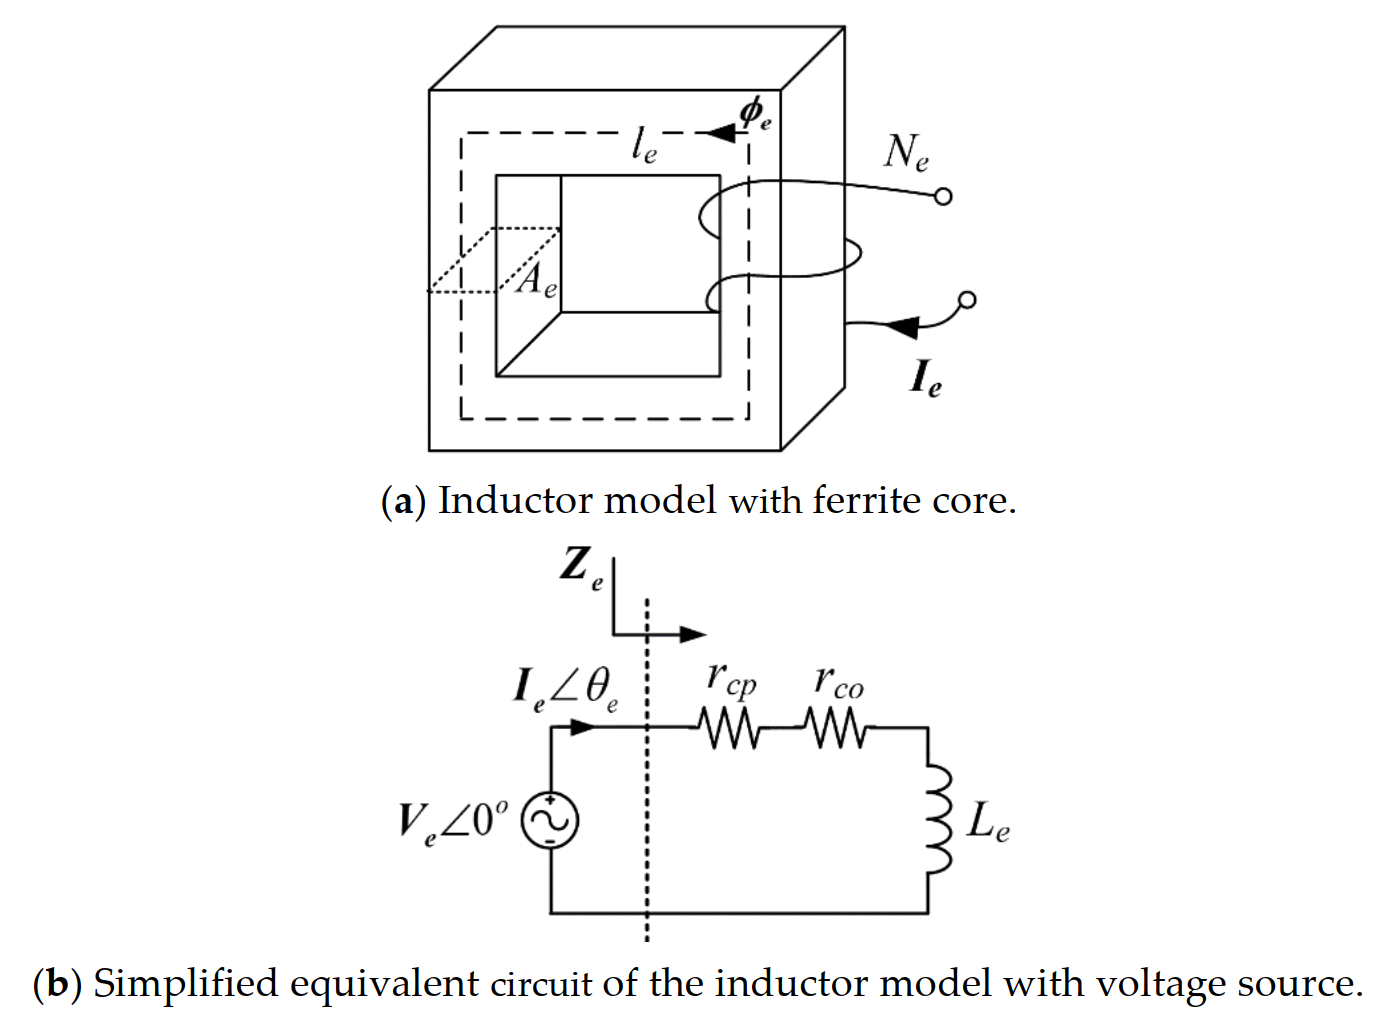 ϕe
le
Ne
Ae
Ie
(a) Inductor model with ferrite core.
Ze
Ie∠θe
rcp
rco
Ve∠0°
+
-
Le
(b) Simplified equivalent circuit of the inductor model with voltage source.